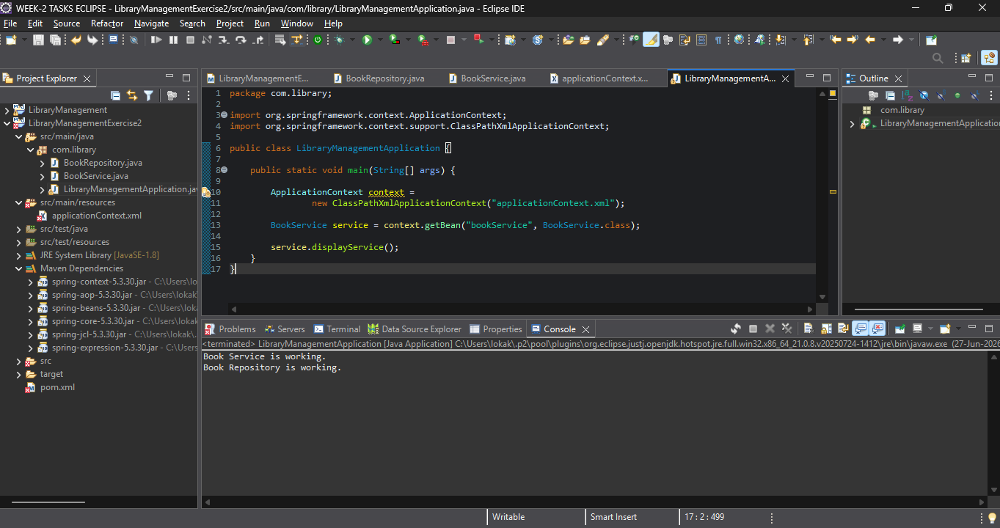 WEEK-2 TASKS ECLIPSE - LibraryManagementExercise2/src/main/java/com/library/LibraryManagementApplication.java - Eclipse IDE
File Edit Source Refactor Navigate Search Project Run Window Help
Project Explorer
LibraryManagement
LibraryManagementExercise2
src/main/java
com.library
BookRepository.java
BookService.java
LibraryManagementApplication.jav
src/main/resources
applicationContext.xml
src/test/java
src/test/resources
JRE System Library [JavaSE-1.8]
Maven Dependencies
spring-context-5.3.30.jar - C:\Users\lo
spring-aop-5.3.30.jar - C:\Users\lokak\
spring-beans-5.3.30.jar - C:\Users\loka
spring-core-5.3.30.jar - C:\Users\lokak
spring-jcl-5.3.30.jar - C:\Users\lokak\.
spring-expression-5.3.30.jar - C:\Users
src
target
pom.xml
LibraryManagementE... BookRepository.java BookService.java applicationContext.x... LibraryManagementA...
1 package com.library;
2
3 import org.springframework.context.ApplicationContext;
4 import org.springframework.context.support.ClassPathXmlApplicationContext;
5
6 public class LibraryManagementApplication {
7
8 public static void main(String[] args) {
9
10 ApplicationContext context =
11 new ClassPathXmlApplicationContext("applicationContext.xml");
12
13 BookService service = context.getBean("bookService", BookService.class);
14
15 service.displayService();
16 }
17 }
Outline
com.library
LibraryManagementApplication
Problems Servers Terminal Data Source Explorer Properties Console
<terminated> LibraryManagementApplication [Java Application] C:\Users\lokak\.p2\pool\plugins\org.eclipse.justj.openjdk.hotspot.jre.full.win32.x86_64_21.0.8.v20250724-1412\jre\bin\javaw.exe (27-Jun-2026
Book Service is working.
Book Repository is working.
Writable Smart Insert 17 : 2 : 499